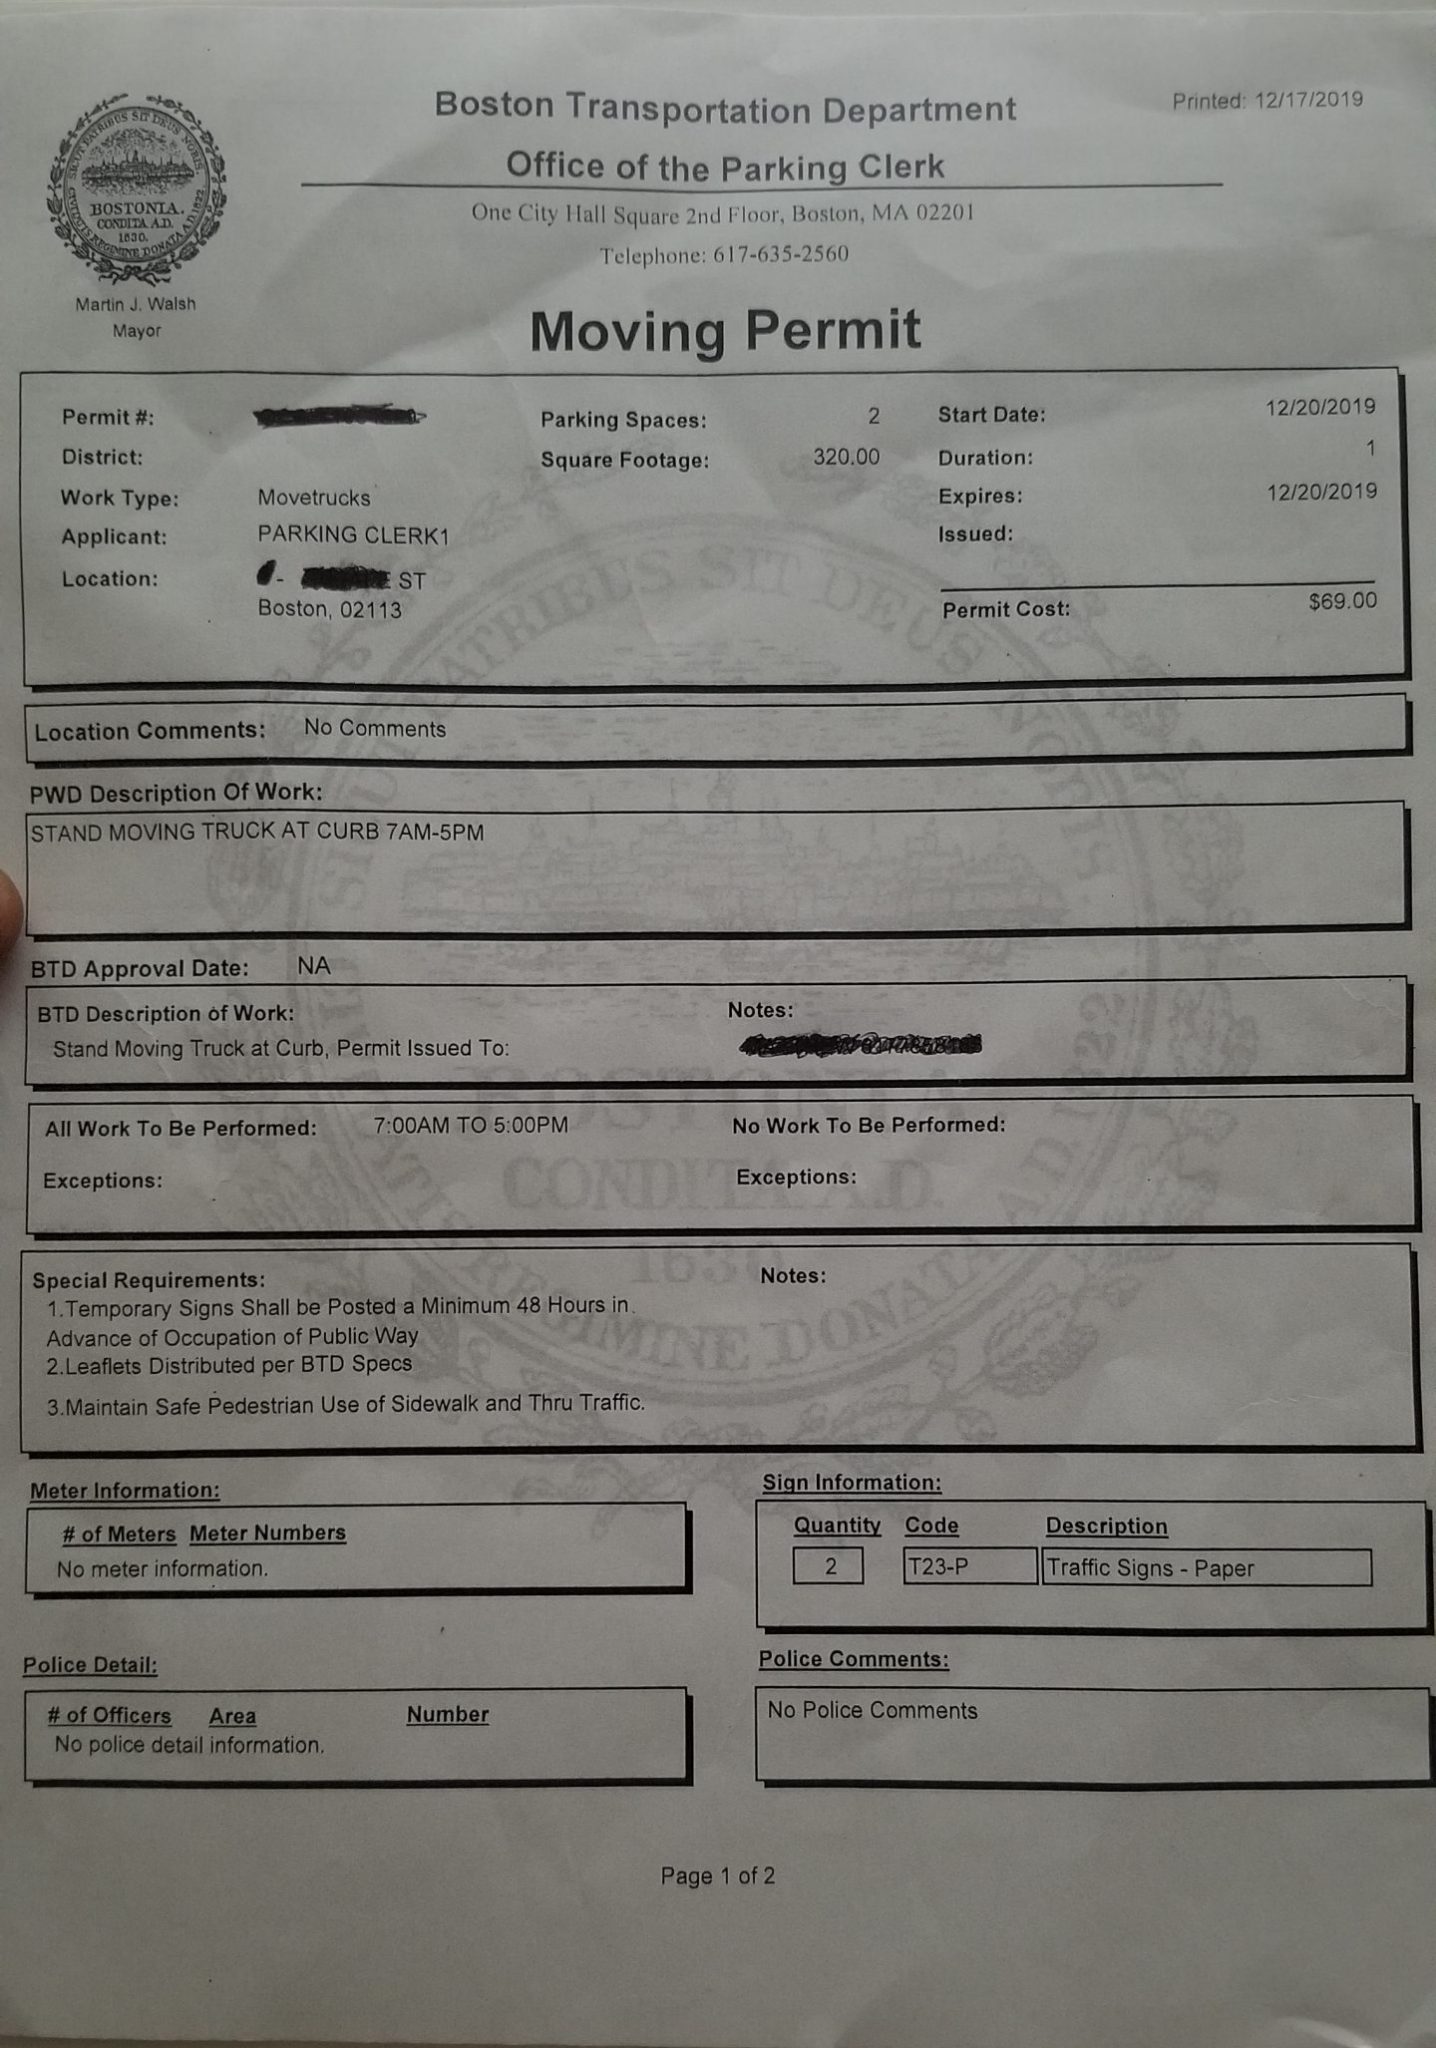 Boston Transportation Department
Printed: 12/17/2019
Office of the Parking Clerk
One City Hall Square 2nd Floor, Boston, MA 02201
Telephone: 617-635-2560
SICUT PATRIBUS SIT DEUS NOBIS
BOSTONIA.
CONDITA A.D.
1630.
CIVITATIS REGIMINE DONATA A.D. 1822
Martin J. Walsh
Mayor
Moving Permit
Permit #:
Parking Spaces: 2
Start Date: 12/20/2019
District:
Square Footage: 320.00
Duration: 1
Work Type: Movetrucks
Expires: 12/20/2019
Applicant: PARKING CLERK1
Issued:
Location: - ST
Boston, 02113
Permit Cost: $69.00
Location Comments: No Comments
PWD Description Of Work:
STAND MOVING TRUCK AT CURB 7AM-5PM
BTD Approval Date: NA
BTD Description of Work:
Notes:
Stand Moving Truck at Curb, Permit Issued To:
All Work To Be Performed: 7:00AM TO 5:00PM
No Work To Be Performed:
Exceptions:
Exceptions:
Special Requirements:
Notes:
1.Temporary Signs Shall be Posted a Minimum 48 Hours in
Advance of Occupation of Public Way
2.Leaflets Distributed per BTD Specs
3.Maintain Safe Pedestrian Use of Sidewalk and Thru Traffic.
Meter Information:
# of Meters Meter Numbers
No meter information.
Sign Information:
Quantity Code Description
2 T23-P Traffic Signs - Paper
Police Detail:
# of Officers Area Number
No police detail information.
Police Comments:
No Police Comments
Page 1 of 2